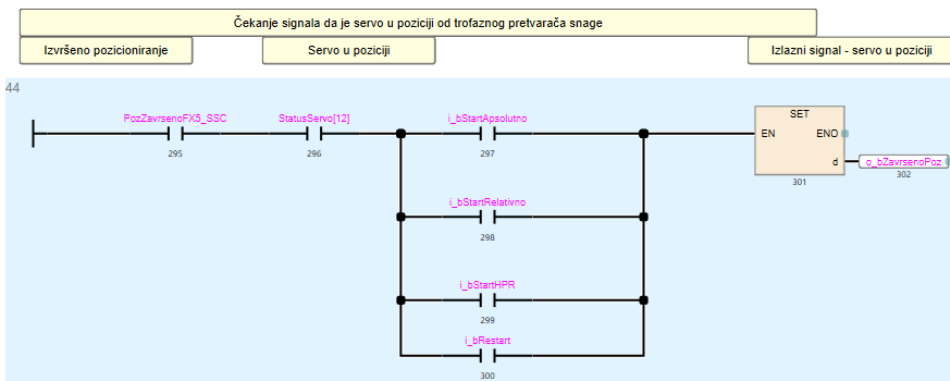 Čekanje signala da je servo u poziciji od trofaznog pretvarača snage
Izvršeno pozicioniranje
Servo u poziciji
Izlazni signal - servo u poziciji
44
PozZavrsenoFX5_SSC
StatusServo[12]
i_bStartApsolutno
SET
EN
ENO
295
296
297
d
o_bZavrsenoPoz
301
302
i_bStartRelativno
298
i_bStartHPR
299
i_bRestart
300